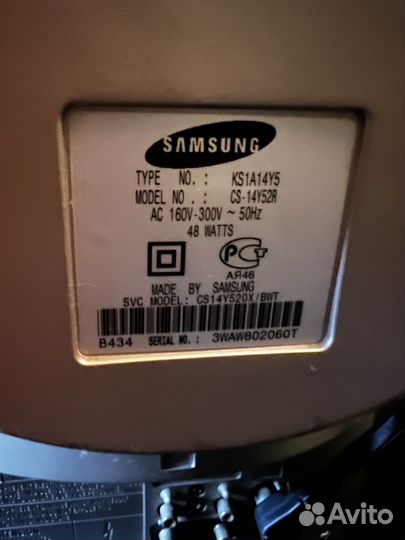 SAMSUNG
TYPE NO. : KS1A14Y5
MODEL NO. : CS-14Y52R
AC 160V-300V ~ 50Hz
48 WATTS
РСТ
АЯ46
MADE BY SAMSUNG
SVC MODEL: CS14Y520X/BWT
B434 SERIAL NO.: 3WAW802060T
Avito